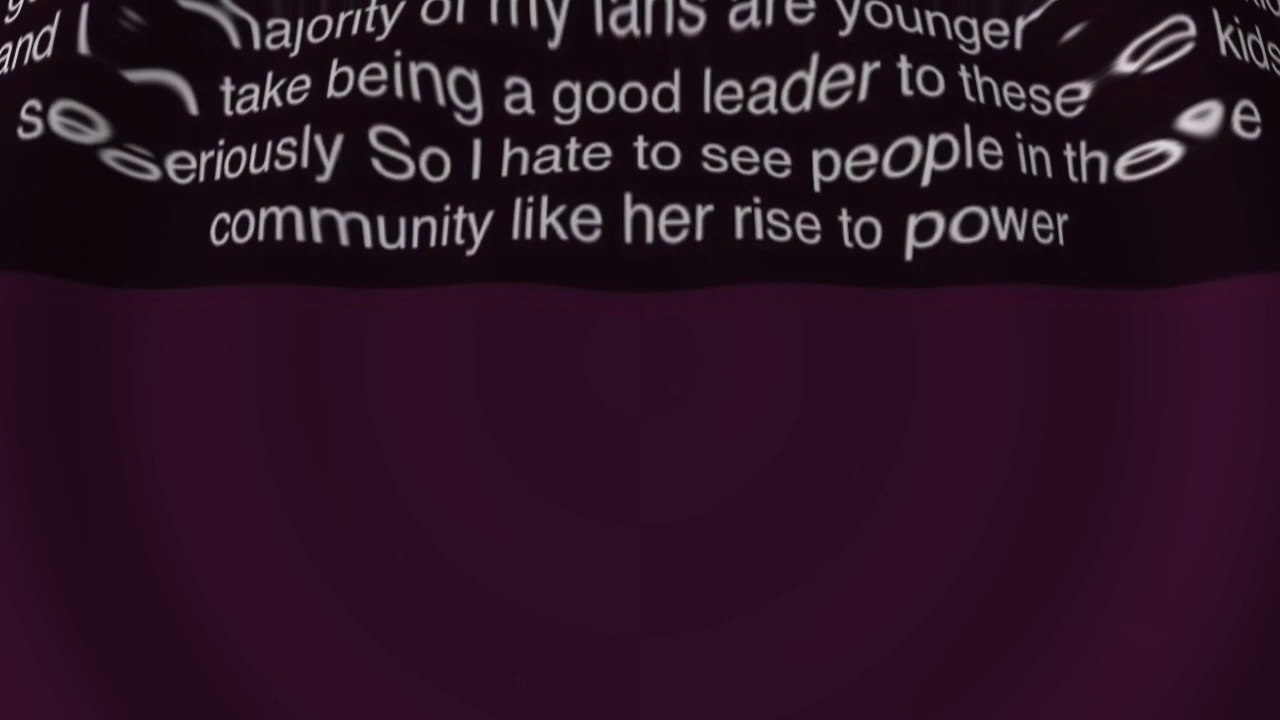 and I majority of my fans are younger kids
so take being a good leader to these
seriously So I hate to see people in the
community like her rise to power